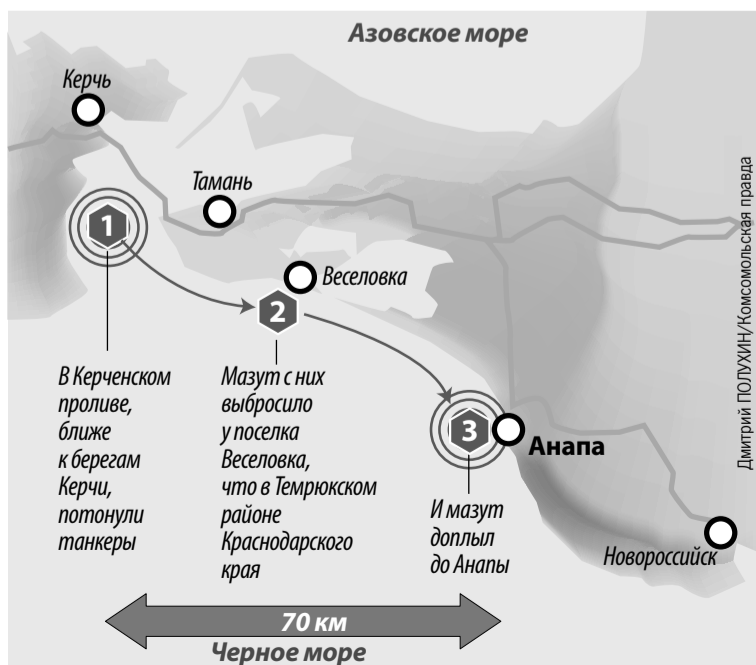 Азовское море
Керчь
Тамань
1
Веселовка
2
В Керченском
проливе,
ближе
к берегам
Керчи,
потонули
танкеры
Мазут с них
выбросило
у поселка
Веселовка,
что в Темрюкском
районе
Краснодарского
края
3
Анапа
И мазут
доплыл
до Анапы
Новороссийск
70 км
Черное море
Дмитрий ПОЛУХИН/Комсомольская правда